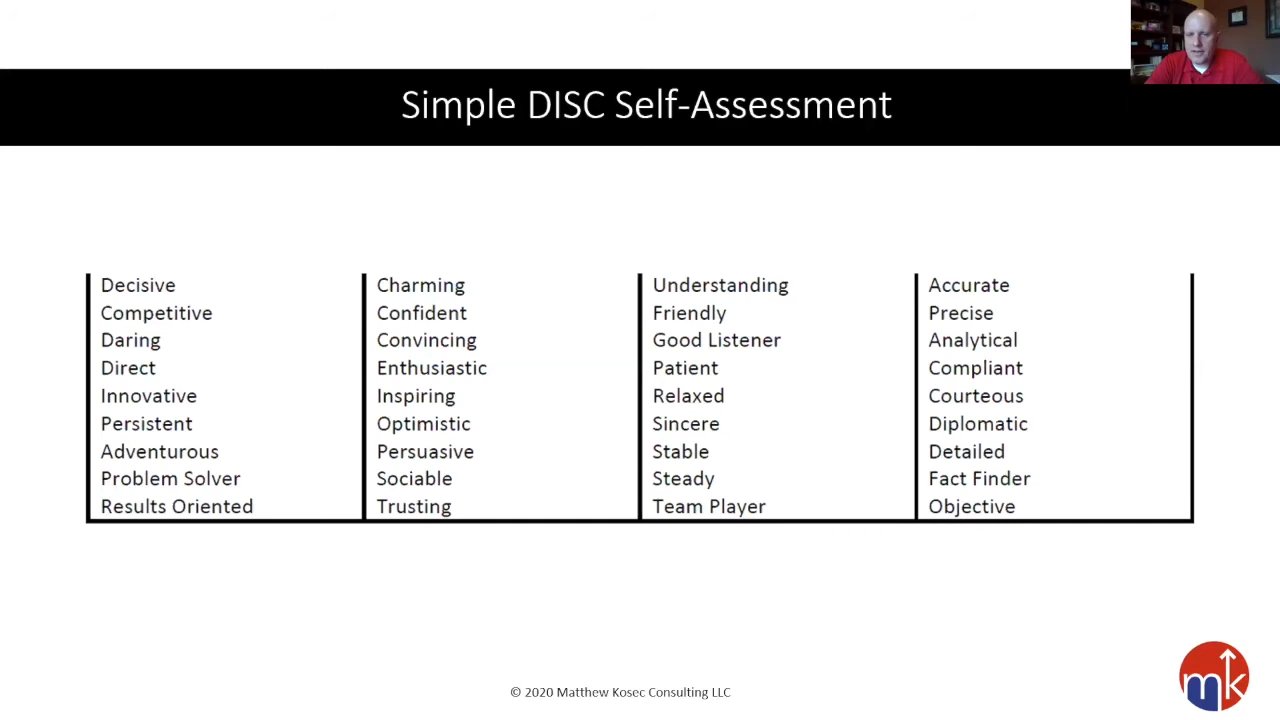 Simple DISC Self-Assessment
Decisive Charming Understanding Accurate
Competitive Confident Friendly Precise
Daring Convincing Good Listener Analytical
Direct Enthusiastic Patient Compliant
Innovative Inspiring Relaxed Courteous
Persistent Optimistic Sincere Diplomatic
Adventurous Persuasive Stable Detailed
Problem Solver Sociable Steady Fact Finder
Results Oriented Trusting Team Player Objective
© 2020 Matthew Kosec Consulting LLC
mk